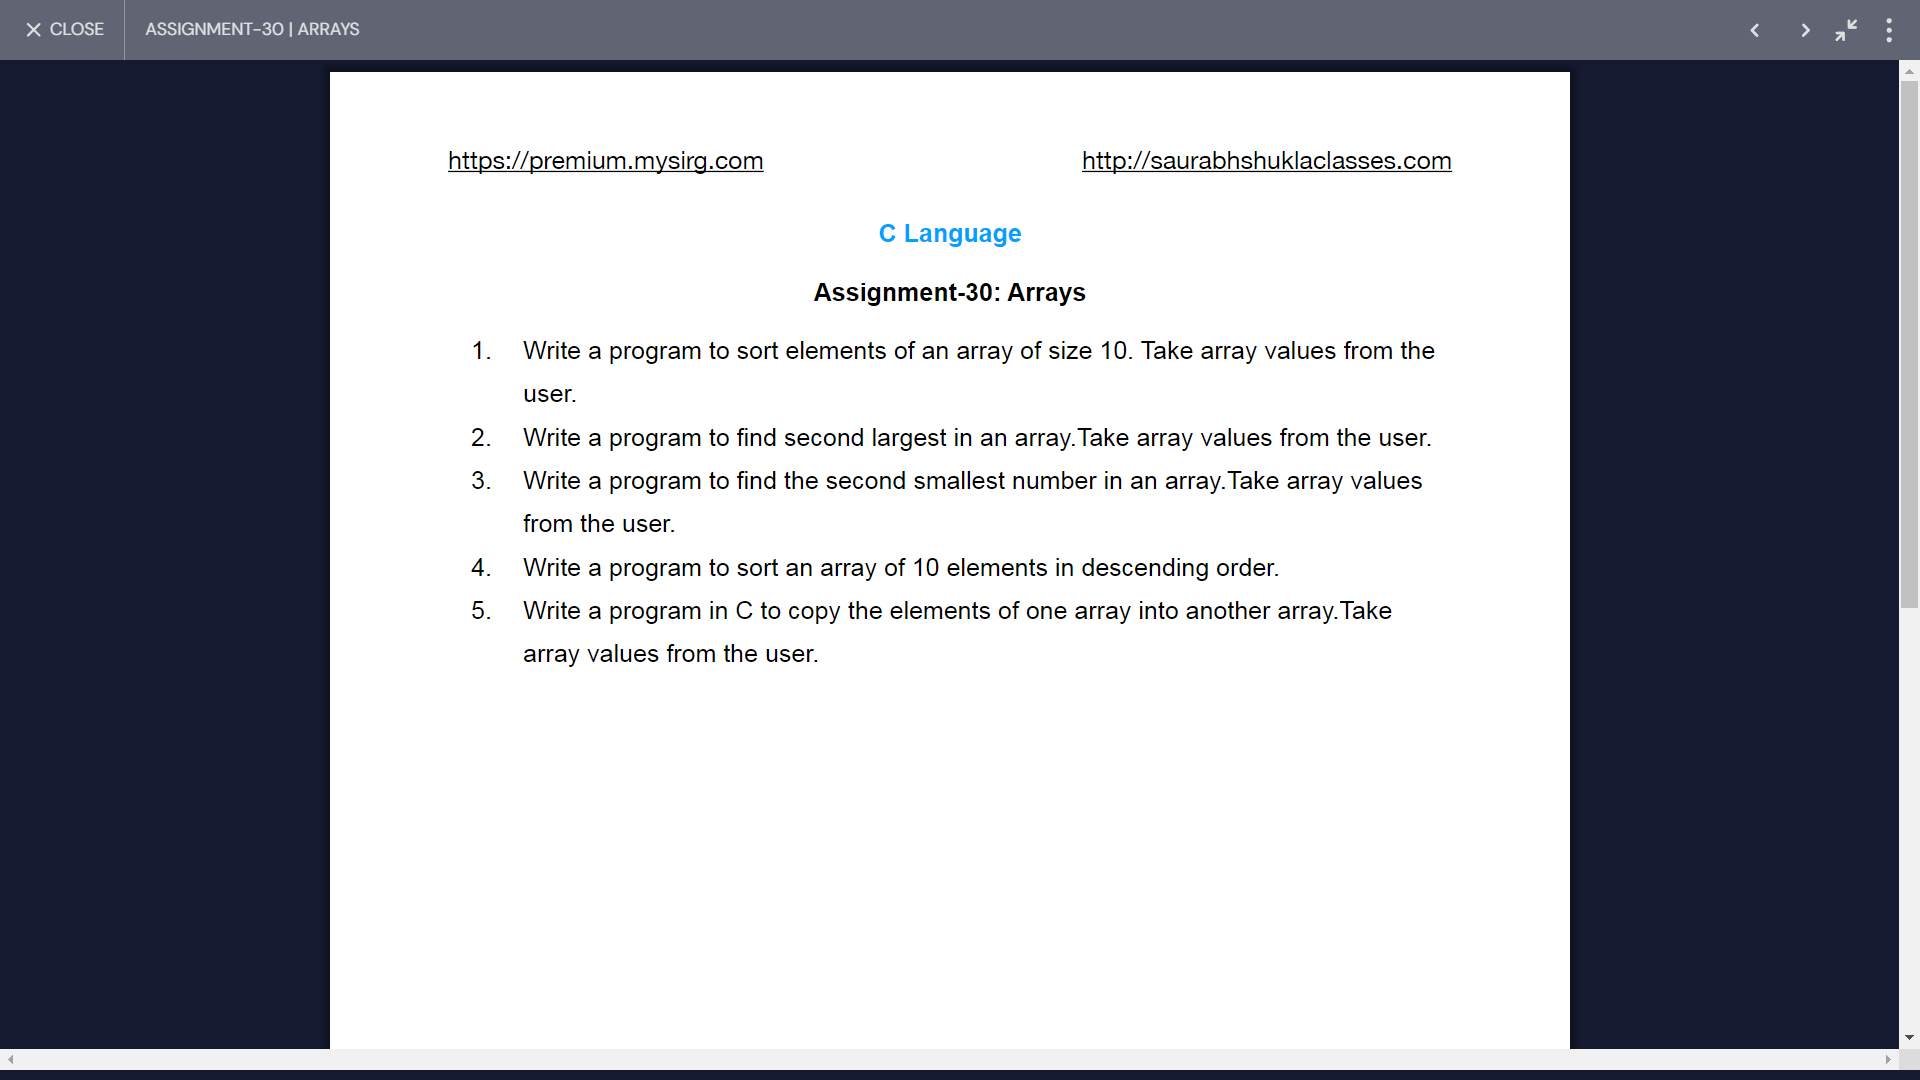 CLOSE
ASSIGNMENT-30 | ARRAYS
https://premium.mysirg.com
http://saurabhshuklaclasses.com
C Language
Assignment-30: Arrays
1. Write a program to sort elements of an array of size 10. Take array values from the
user.
2. Write a program to find second largest in an array.Take array values from the user.
3. Write a program to find the second smallest number in an array.Take array values
from the user.
4. Write a program to sort an array of 10 elements in descending order.
5. Write a program in C to copy the elements of one array into another array.Take
array values from the user.